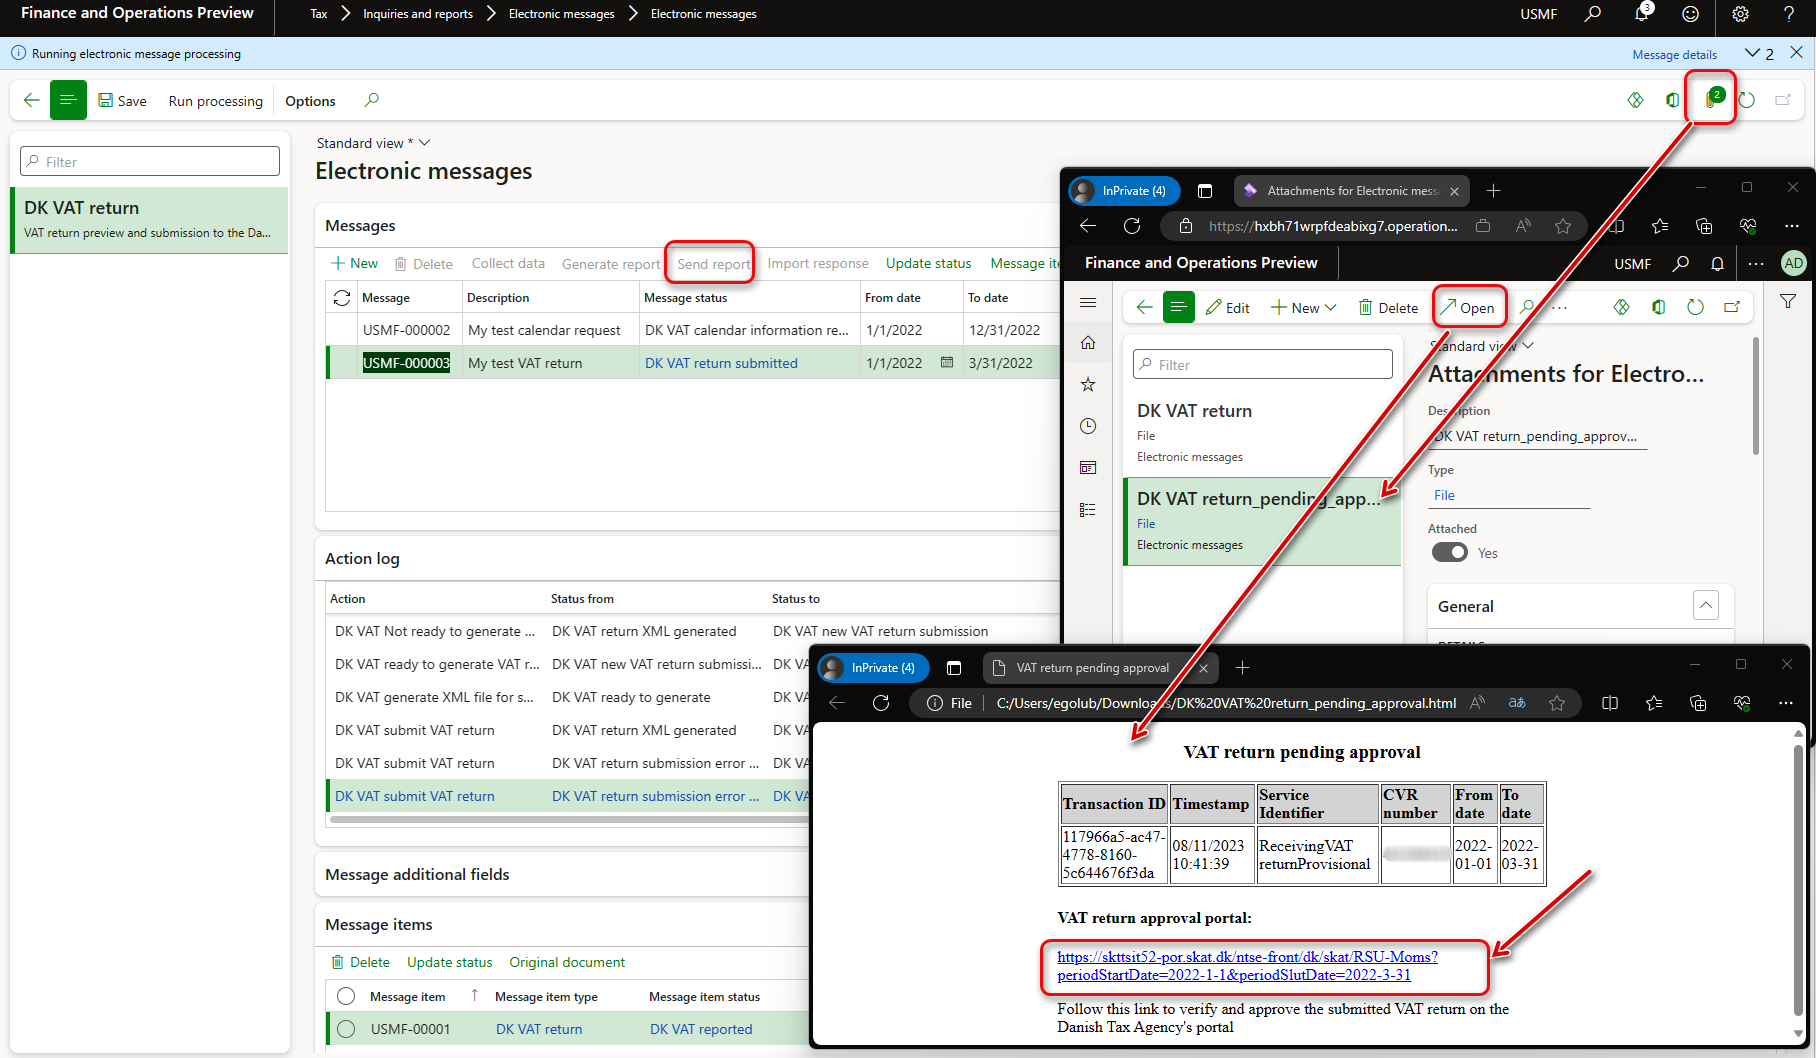 Finance and Operations Preview
Tax
Inquiries and reports
Electronic messages
Electronic messages
USMF
3
?
Running electronic message processing
Message details
2
Save
Run processing
Options
2
Filter
DK VAT return
VAT return preview and submission to the Da...
Standard view *
Electronic messages
Messages
New
Delete
Collect data
Generate report
Send report
Import response
Update status
Message ite
Message
Description
Message status
From date
To date
USMF-000002
My test calendar request
DK VAT calendar information re...
1/1/2022
12/31/2022
USMF-000003
My test VAT return
DK VAT return submitted
1/1/2022
3/31/2022
Action log
Action
Status from
Status to
DK VAT Not ready to generate ...
DK VAT return XML generated
DK VAT new VAT return submission
DK VAT ready to generate VAT r...
DK VAT new VAT return submissi...
DK VA
DK VAT generate XML file for s...
DK VAT ready to generate
DK VA
DK VAT submit VAT return
DK VAT return XML generated
DK VA
DK VAT submit VAT return
DK VAT return submission error ...
DK VA
DK VAT submit VAT return
DK VAT return submission error ...
DK VA
Message additional fields
Message items
Delete
Update status
Original document
Message item
Message item type
Message item status
USMF-00001
DK VAT return
DK VAT reported
InPrivate (4)
Attachments for Electronic mess
https://hxbh71wrpfdeabixg7.operation...
Finance and Operations Preview
USMF
AD
Edit
New
Delete
Open
Filter
DK VAT return
File
Electronic messages
DK VAT return_pending_app...
File
Electronic messages
Standard view
Attachments for Electro...
Description
DK VAT return_pending_approv...
Type
File
Attached
Yes
General
InPrivate (4)
VAT return pending approval
File
C:/Users/egolub/Downloads/DK%20VAT%20return_pending_approval.html
VAT return pending approval
Transaction ID
Timestamp
Service Identifier
CVR number
From date
To date
117966a5-ac47-4778-8160-5c644676f3da
08/11/2023 10:41:39
ReceivingVAT returnProvisional
2022-01-01
2022-03-31
VAT return approval portal:
https://skttsit52-por.skat.dk/ntse-front/dk/skat/RSU-Moms?
periodStartDate=2022-1-1&periodSlutDate=2022-3-31
Follow this link to verify and approve the submitted VAT return on the
Danish Tax Agency's portal